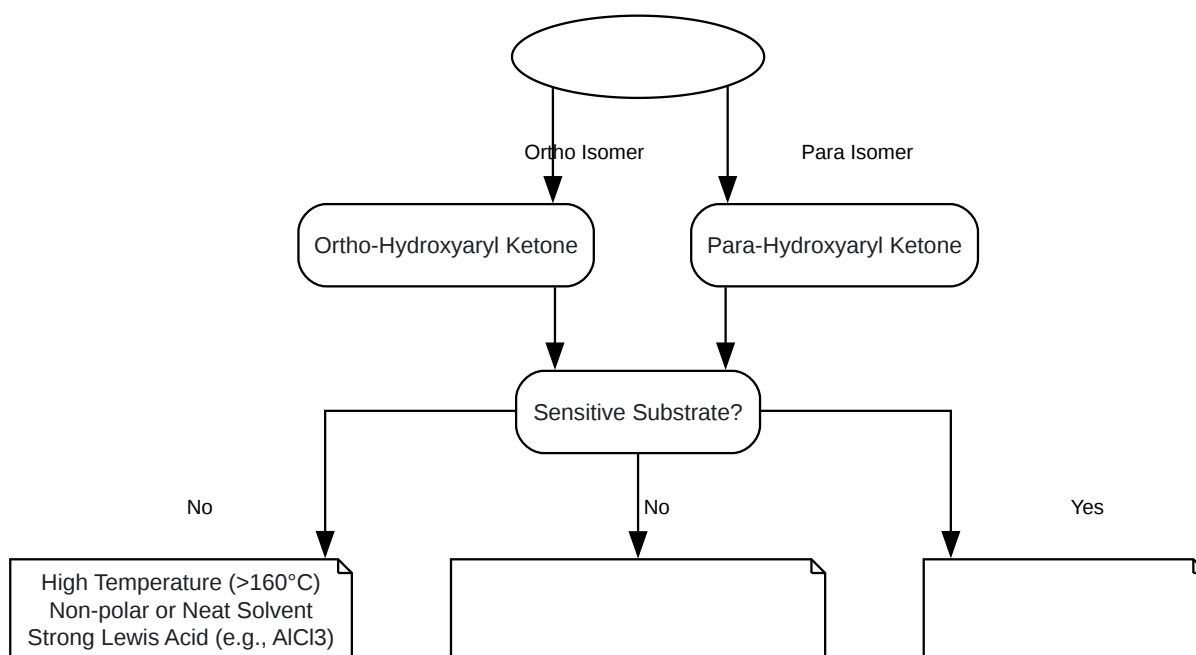 Ortho Isomer
Para Isomer
Ortho-Hydroxyaryl Ketone
Para-Hydroxyaryl Ketone
Sensitive Substrate?
No
No
Yes
High Temperature (>160°C)
Non-polar or Neat Solvent
Strong Lewis Acid (e.g., AlCl3)